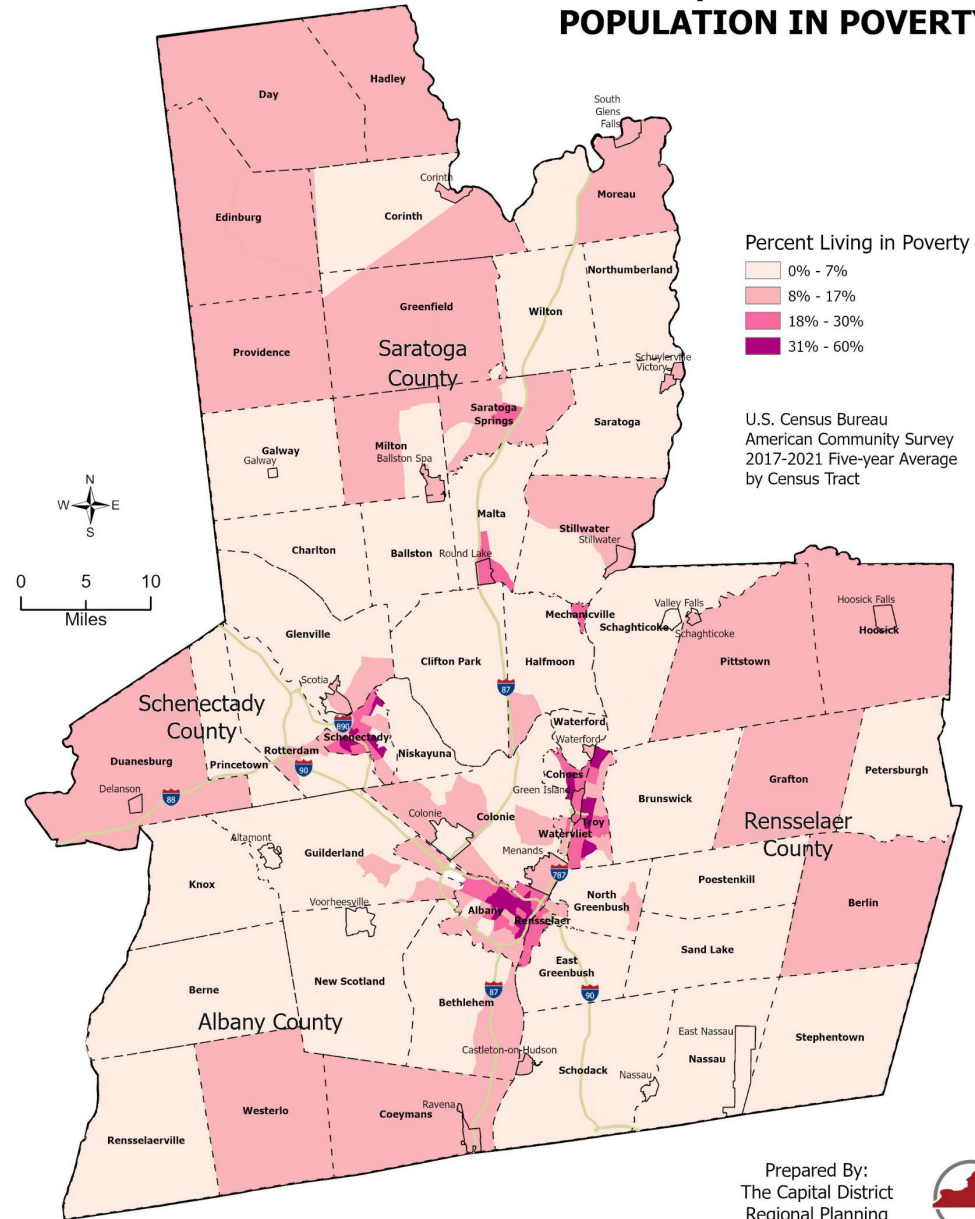 POPULATION IN POVERTY
Day
Hadley
South
Glens
Falls
Moreau
Corinth
Corinth
Edinburg
Percent Living in Poverty
0% - 7%
8% - 17%
18% - 30%
31% - 60%
Northumberland
Greenfield
Wilton
Providence
Saratoga
County
Schuylerville
Victory
Saratoga
Springs
Saratoga
U.S. Census Bureau
American Community Survey
2017-2021 Five-year Average
by Census Tract
Galway
Galway
Milton
Ballston Spa
N
W
E
S
Malta
Stillwater
Stillwater
Charlton
Ballston
Round Lake
0 5 10
Miles
Mechanicville
Valley Falls
Schaghticoke
Schaghticoke
Hoosick Falls
Hoosick
Glenville
Clifton Park
Halfmoon
Pittstown
Scotia
87
Schenectady
County
890
Schenectady
Waterford
Waterford
Rotterdam
Niskayuna
Duanesburg
Princetown
90
Cohoes
Green Island
Grafton
Petersburgh
Delanson
88
Brunswick
Colonie
Colonie
Troy
Rensselaer
County
Watervliet
Altamont
Guilderland
Menands
787
Knox
Poestenkill
Voorheesville
Albany
Rensselaer
North
Greenbush
Berlin
Sand Lake
East
Greenbush
Berne
New Scotland
Bethlehem
87
90
Albany County
East Nassau
Stephentown
Castleton-on-Hudson
Schodack
Nassau
Nassau
Westerlo
Coeymans
Ravena
Rensselaerville
Prepared By:
The Capital District
Regional Planning